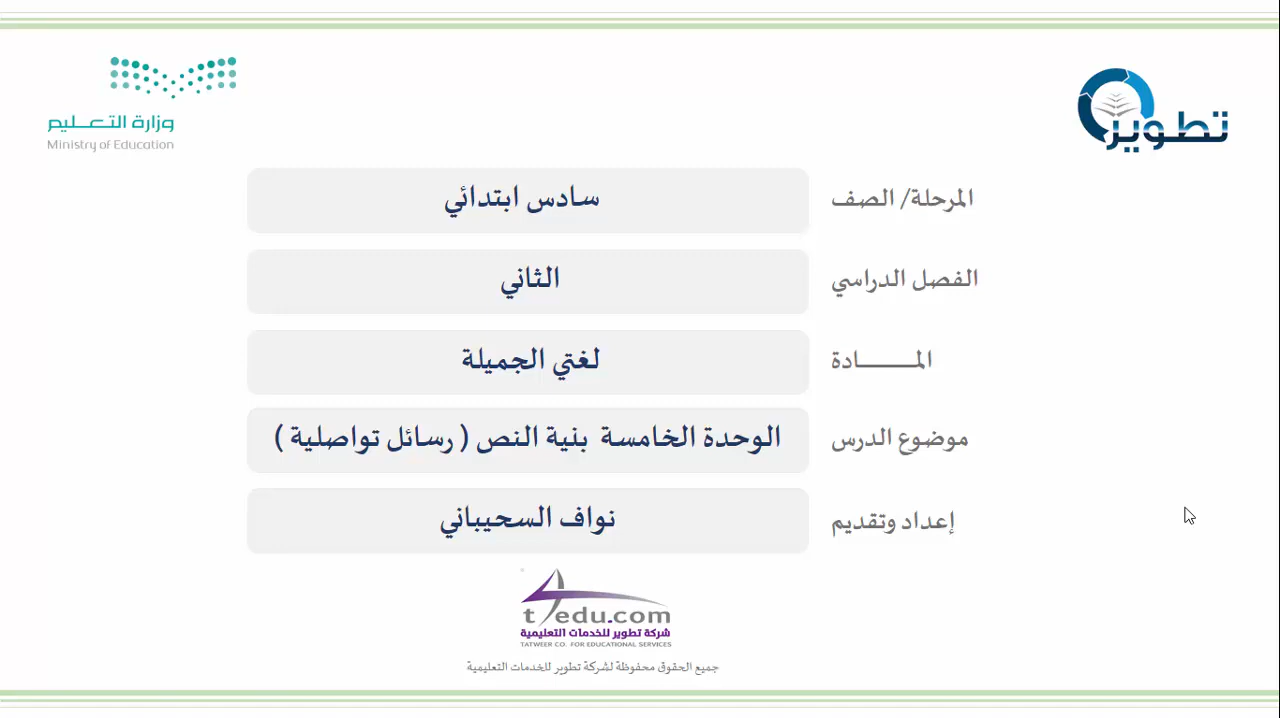 تطوير
وزارة التعليم
Ministry of Education
المرحلة/ الصف
سادس ابتدائي
الفصل الدراسي
الثاني
المـــــــادة
لغتي الجميلة
موضوع الدرس
الوحدة الخامسة بنية النص ( رسائل تواصلية )
إعداد وتقديم
نواف السحيباني
t4edu.com
شركة تطوير للخدمات التعليمية
TATWEER CO. FOR EDUCATIONAL SERVICES
جميع الحقوق محفوظة لشركة تطوير للخدمات التعليمية